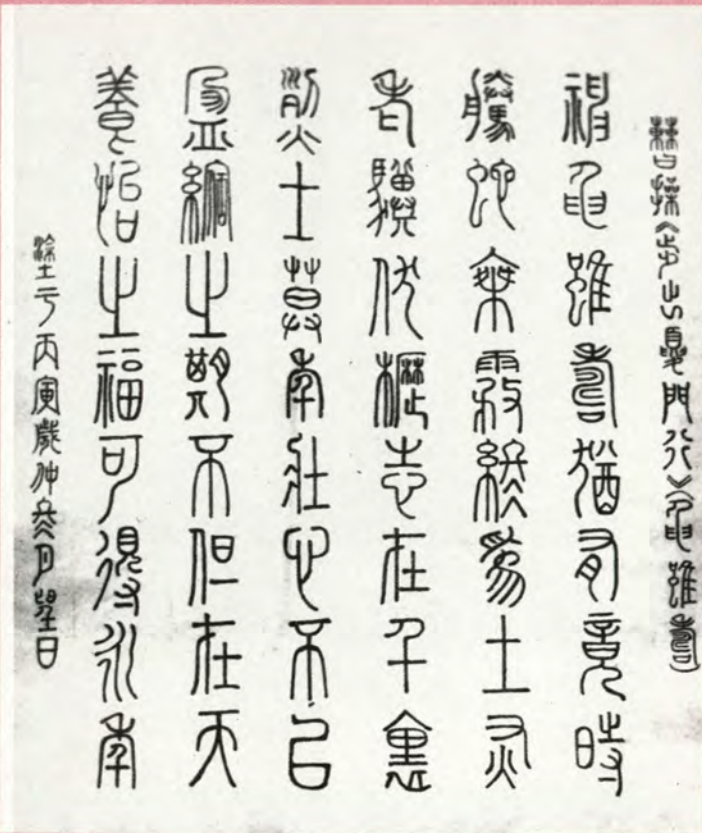 曹操《步出夏門行》(龜雖壽)
神龜雖壽猶有竟時
騰蛇乘霧終為土灰
老驥伏櫪志在千裏
烈士暮年壯心不已
盈縮之期不但在天
養怡之福可得永年
丙寅歲仲冬月望日